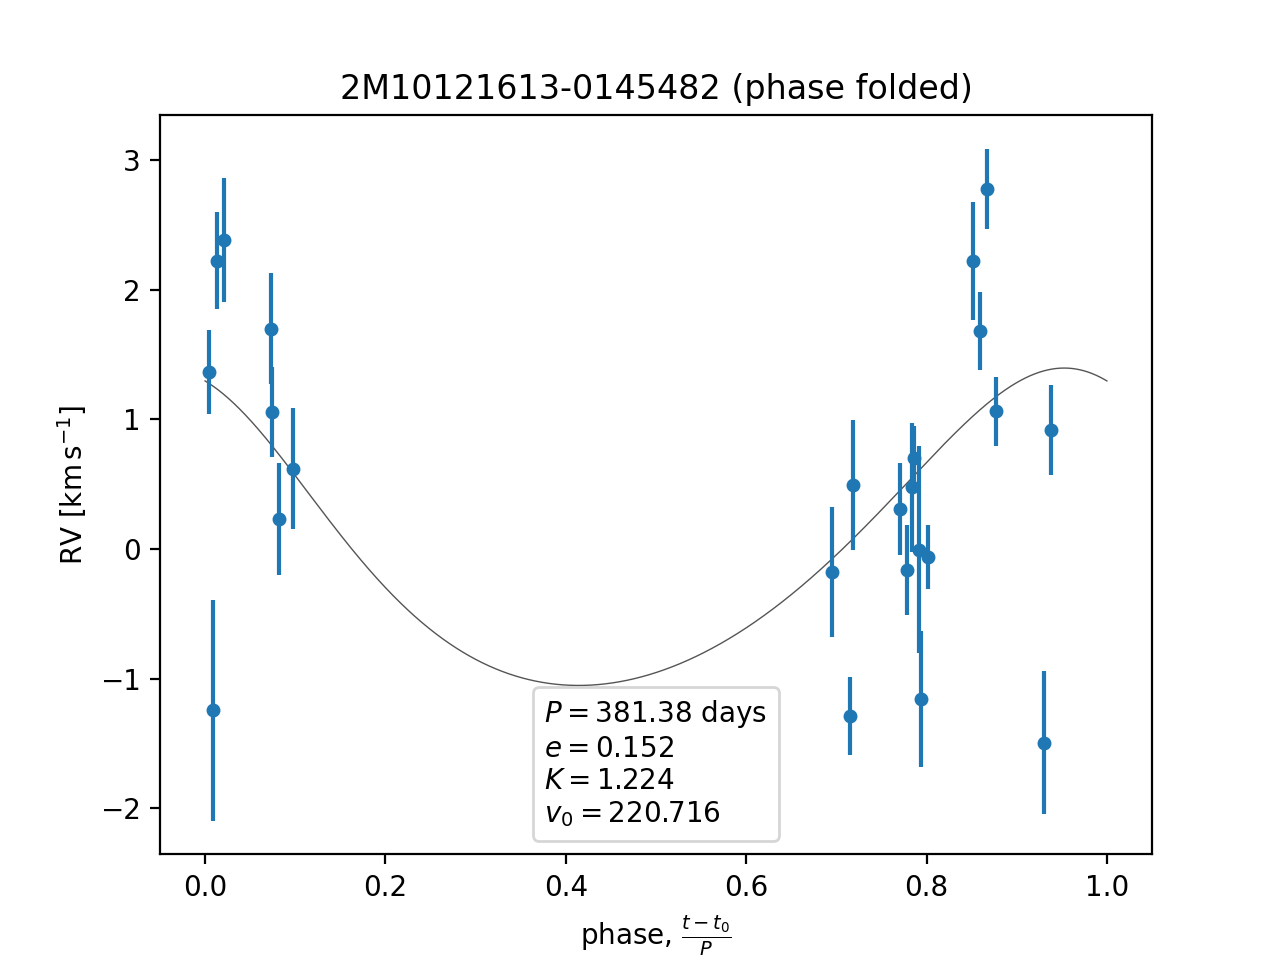 2M10121613-0145482 (phase folded)
RV [km s⁻¹]
3
2
1
0
−1
−2
P = 381.38 days
e = 0.152
K = 1.224
v₀ = 220.716
0.0 0.2 0.4 0.6 0.8 1.0
phase, (t − t₀)/P